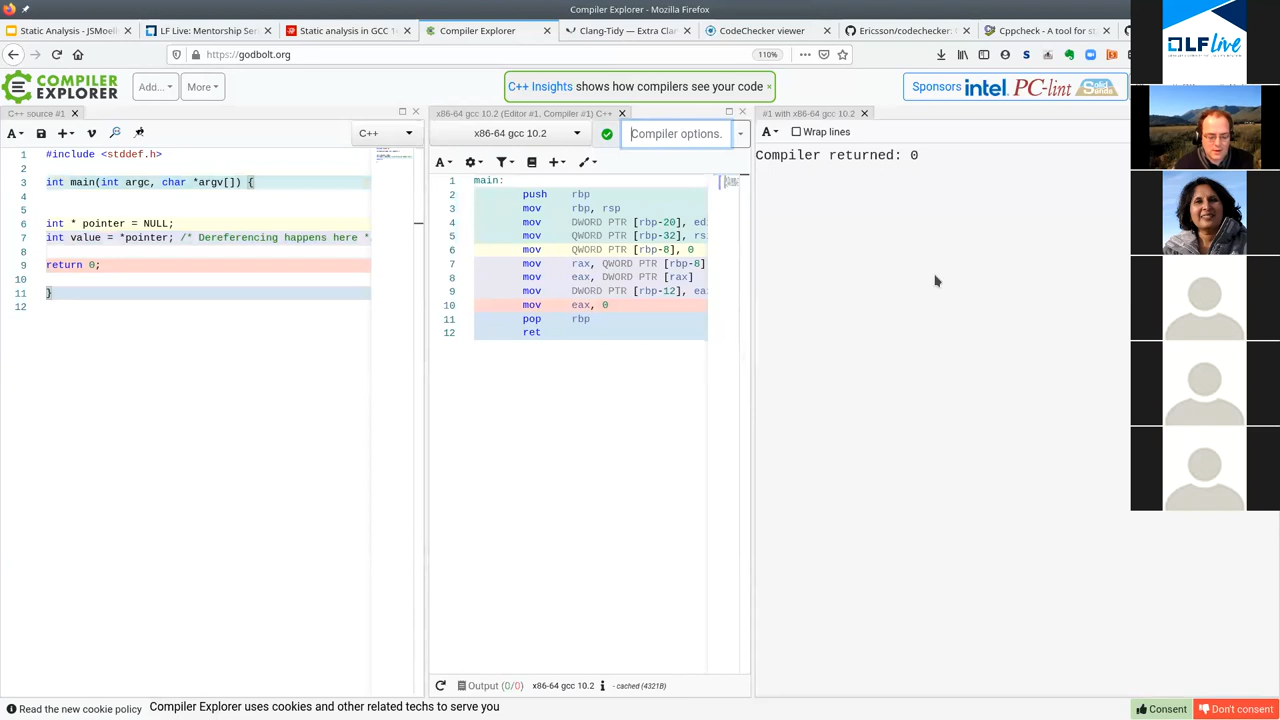 Compiler Explorer - Mozilla Firefox
Static Analysis - JSMoell
LF Live: Mentorship Ser
Static analysis in GCC 10
Compiler Explorer
Clang-Tidy — Extra Clan
CodeChecker viewer
Ericsson/codechecker:
Cppcheck - A tool for st
https://godbolt.org
110%
COMPILER
EXPLORER
Add...
More
C++ Insights shows how compilers see your code ×
Sponsors intel PC-lint Solid Sands
LF live
C++ source #1
x86-64 gcc 10.2 (Editor #1, Compiler #1) C++
#1 with x86-64 gcc 10.2
A
C++
x86-64 gcc 10.2
Compiler options.
A
Wrap lines
A
1 #include <stddef.h>
2
3 int main(int argc, char *argv[]) {
4
5
6 int * pointer = NULL;
7 int value = *pointer; /* Dereferencing happens here *
8
9 return 0;
10
11 }
12
1 main:
2 push rbp
3 mov rbp, rsp
4 mov DWORD PTR [rbp-20], ed
5 mov QWORD PTR [rbp-32], rs
6 mov QWORD PTR [rbp-8], 0
7 mov rax, QWORD PTR [rbp-8]
8 mov eax, DWORD PTR [rax]
9 mov DWORD PTR [rbp-12], ea
10 mov eax, 0
11 pop rbp
12 ret
Compiler returned: 0
Output (0/0) x86-64 gcc 10.2 i - cached (4321B)
Read the new cookie policy
Compiler Explorer uses cookies and other related techs to serve you
Consent
Don't consent